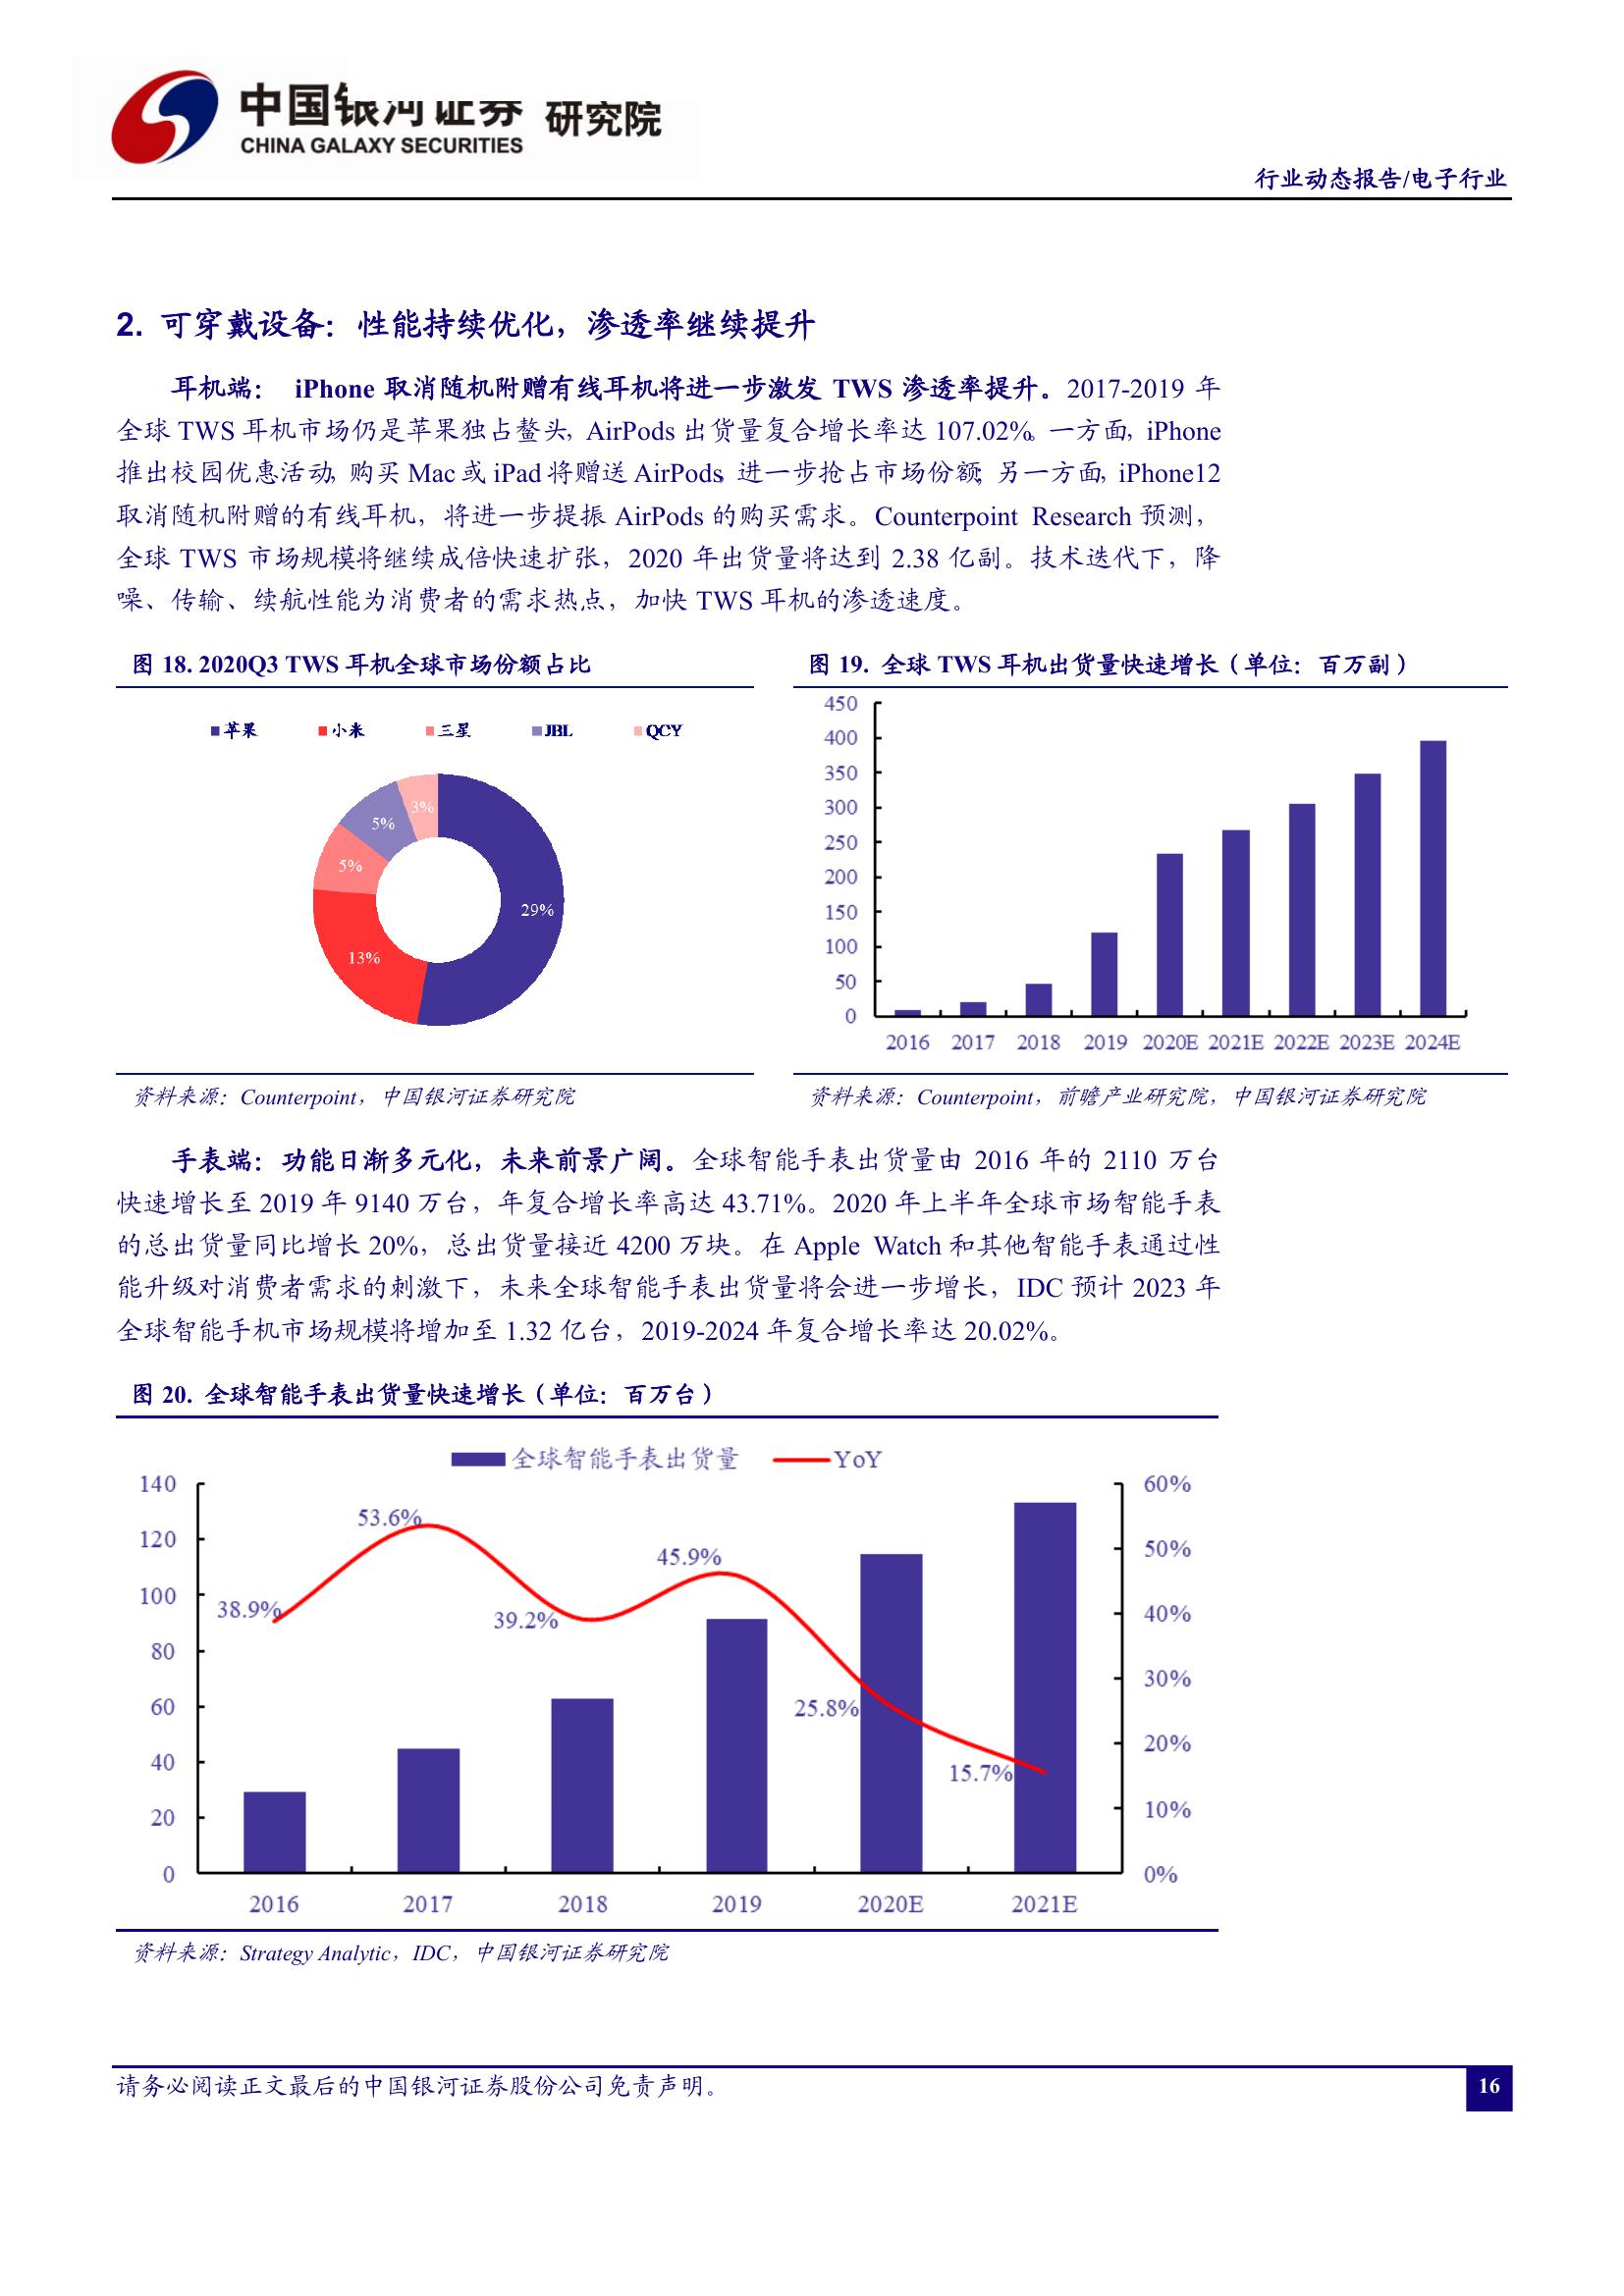 中国银河证券 研究院
CHINA GALAXY SECURITIES
行业动态报告/电子行业
2. 可穿戴设备：性能持续优化，渗透率继续提升
耳机端： iPhone 取消随机附赠有线耳机将进一步激发 TWS 渗透率提升。2017-2019 年
全球 TWS 耳机市场仍是苹果独占鳌头，AirPods 出货量复合增长率达 107.02%。一方面，iPhone
推出校园优惠活动，购买 Mac 或 iPad 将赠送 AirPods，进一步抢占市场份额；另一方面，iPhone12
取消随机附赠的有线耳机，将进一步提振 AirPods 的购买需求。Counterpoint Research 预测，
全球 TWS 市场规模将继续成倍快速扩张，2020 年出货量将达到 2.38 亿副。技术迭代下，降
噪、传输、续航性能为消费者的需求热点，加快 TWS 耳机的渗透速度。
图 18. 2020Q3 TWS 耳机全球市场份额占比
苹果 小米 三星 JBL QCY
3%
5%
5%
29%
13%
资料来源：Counterpoint，中国银河证券研究院
图 19. 全球 TWS 耳机出货量快速增长（单位：百万副）
450
400
350
300
250
200
150
100
50
0
2016 2017 2018 2019 2020E 2021E 2022E 2023E 2024E
资料来源：Counterpoint，前瞻产业研究院，中国银河证券研究院
手表端：功能日渐多元化，未来前景广阔。全球智能手表出货量由 2016 年的 2110 万台
快速增长至 2019 年 9140 万台，年复合增长率高达 43.71%。2020 年上半年全球市场智能手表
的总出货量同比增长 20%，总出货量接近 4200 万块。在 Apple Watch 和其他智能手表通过性
能升级对消费者需求的刺激下，未来全球智能手表出货量将会进一步增长，IDC 预计 2023 年
全球智能手机市场规模将增加至 1.32 亿台，2019-2024 年复合增长率达 20.02%。
图 20. 全球智能手表出货量快速增长（单位：百万台）
全球智能手表出货量 YoY
140
120
100
80
60
40
20
0
38.9%
53.6%
39.2%
45.9%
25.8%
15.7%
60%
50%
40%
30%
20%
10%
0%
2016 2017 2018 2019 2020E 2021E
资料来源：Strategy Analytic，IDC，中国银河证券研究院
请务必阅读正文最后的中国银河证券股份公司免责声明。
16